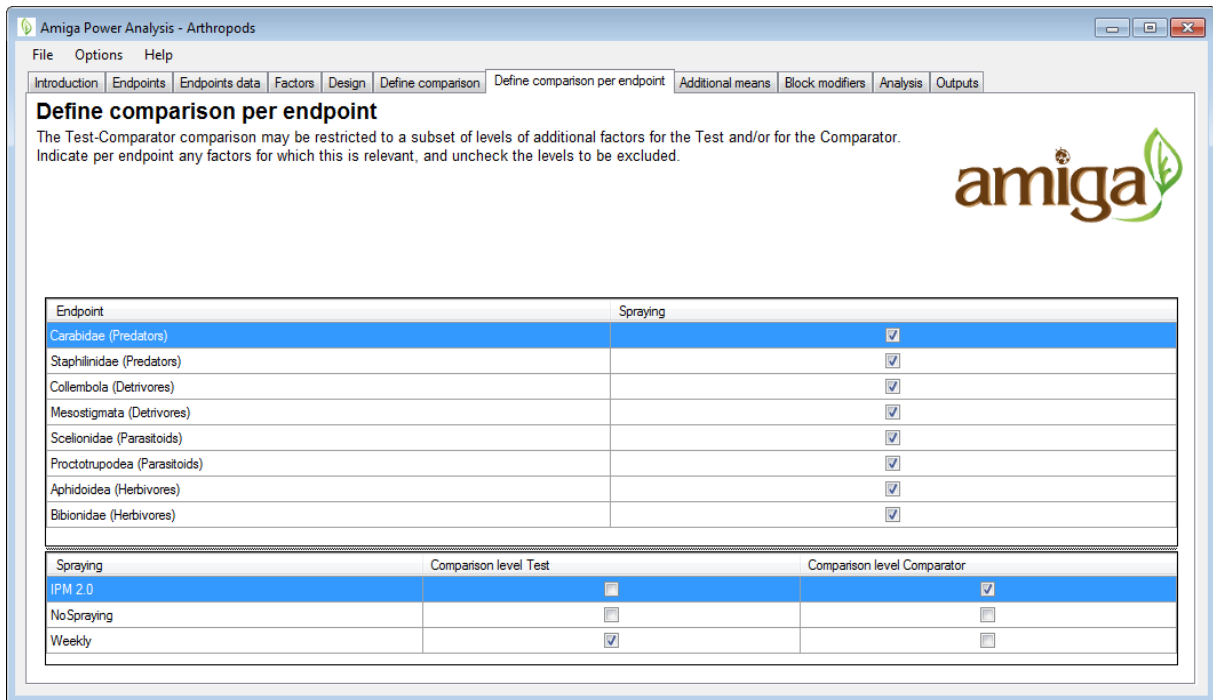 Amiga Power Analysis - Arthropods
File Options Help
Introduction Endpoints Endpoints data Factors Design Define comparison Define comparison per endpoint Additional means Block modifiers Analysis Outputs
Define comparison per endpoint
The Test-Comparator comparison may be restricted to a subset of levels of additional factors for the Test and/or for the Comparator.
Indicate per endpoint any factors for which this is relevant, and uncheck the levels to be excluded.
amiga
Endpoint Spraying
Carabidae (Predators)
Staphilinidae (Predators)
Collembola (Detrivores)
Mesostigmata (Detrivores)
Scelionidae (Parasitoids)
Proctotrupodea (Parasitoids)
Aphidoidea (Herbivores)
Bibionidae (Herbivores)
Spraying Comparison level Test Comparison level Comparator
IPM 2.0
NoSpraying
Weekly